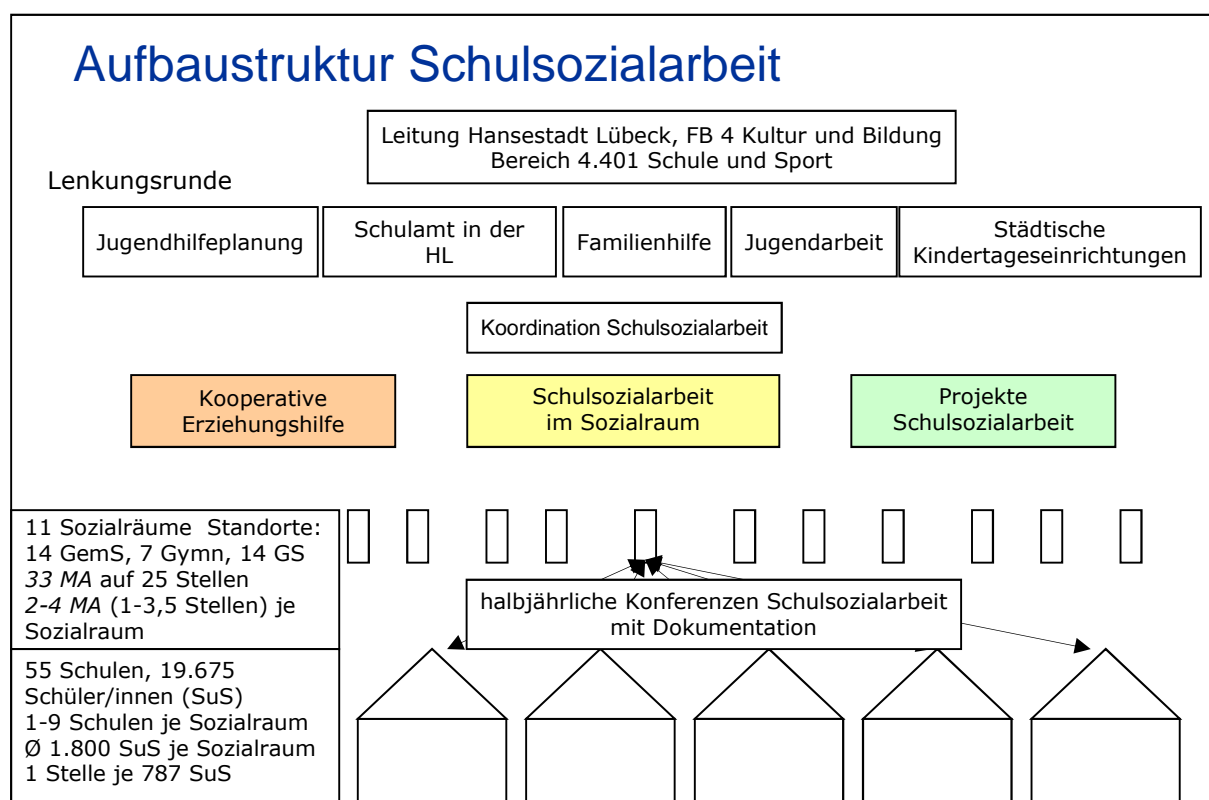 Aufbaustruktur Schulsozialarbeit
Leitung Hansestadt Lübeck, FB 4 Kultur und Bildung
Bereich 4.401 Schule und Sport
Lenkungsrunde
Jugendhilfeplanung
Schulamt in der
HL
Familienhilfe
Jugendarbeit
Städtische
Kindertageseinrichtungen
Koordination Schulsozialarbeit
Kooperative
Erziehungshilfe
Schulsozialarbeit
im Sozialraum
Projekte
Schulsozialarbeit
11 Sozialräume  Standorte:
14 GemS, 7 Gymn, 14 GS
33 MA auf 25 Stellen
2-4 MA (1-3,5 Stellen) je
Sozialraum
halbjährliche Konferenzen Schulsozialarbeit
mit Dokumentation
55 Schulen, 19.675
Schüler/innen (SuS)
1-9 Schulen je Sozialraum
Ø 1.800 SuS je Sozialraum
1 Stelle je 787 SuS